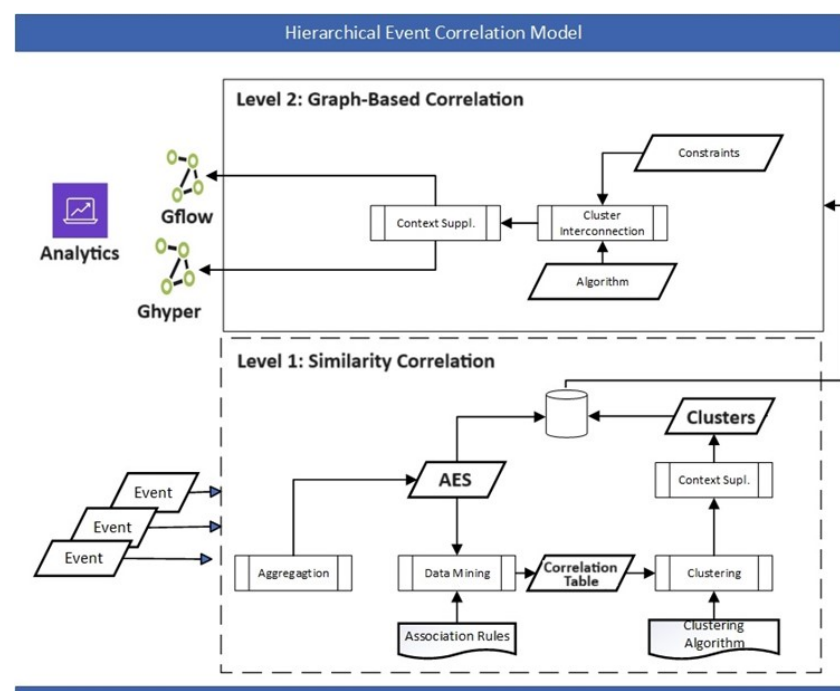 Hierarchical Event Correlation Model
Level 2: Graph-Based Correlation
Constraints
Gflow
Context Suppl.
Cluster
Interconnection
Analytics
Algorithm
Ghyper
Level 1: Similarity Correlation
Clusters
AES
Context Supl.
Event
Event
Event
Aggregagtion
Data Mining
Correlation
Table
Clustering
Association Rules
Clustering
Algorithm